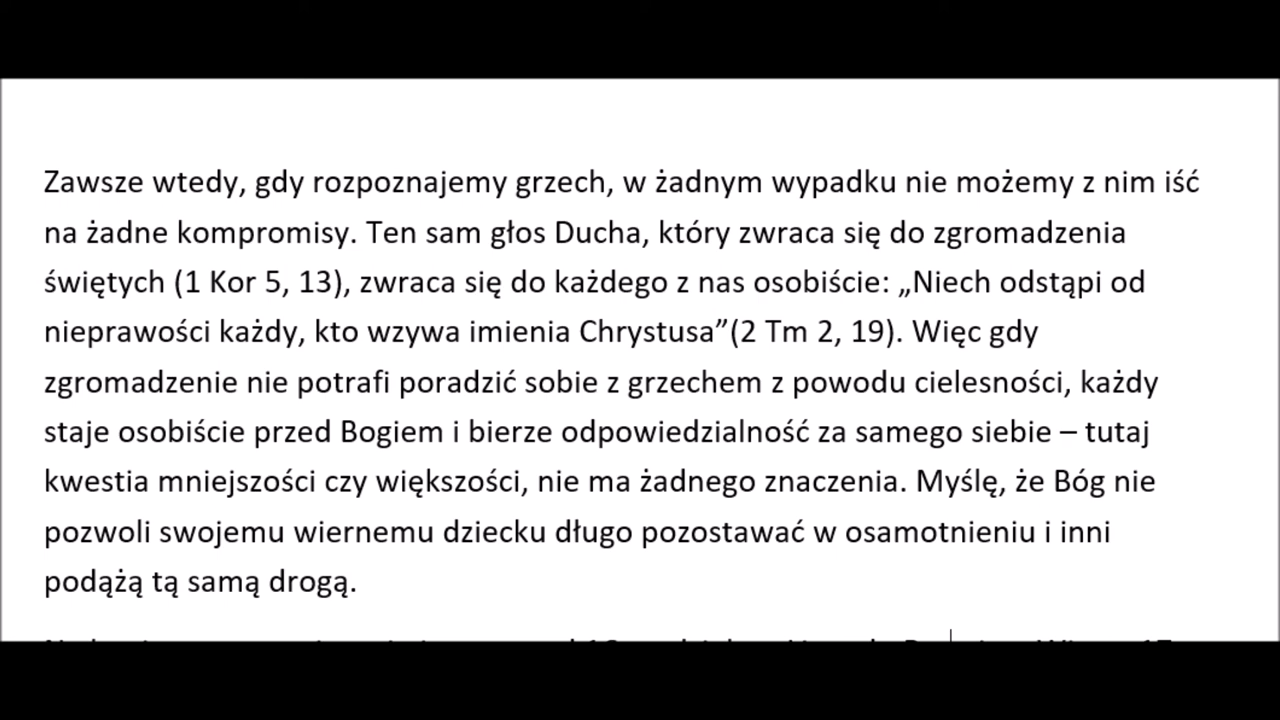 Zawsze wtedy, gdy rozpoznajemy grzech, w żadnym wypadku nie możemy z nim iść
na żadne kompromisy. Ten sam głos Ducha, który zwraca się do zgromadzenia
świętych (1 Kor 5, 13), zwraca się do każdego z nas osobiście: „Niech odstąpi od
nieprawości każdy, kto wzywa imienia Chrystusa”(2 Tm 2, 19). Więc gdy
zgromadzenie nie potrafi poradzić sobie z grzechem z powodu cielesności, każdy
staje osobiście przed Bogiem i bierze odpowiedzialność za samego siebie – tutaj
kwestia mniejszości czy większości, nie ma żadnego znaczenia. Myślę, że Bóg nie
pozwoli swojemu wiernemu dziecku długo pozostawać w osamotnieniu i inni
podążą tą samą drogą.